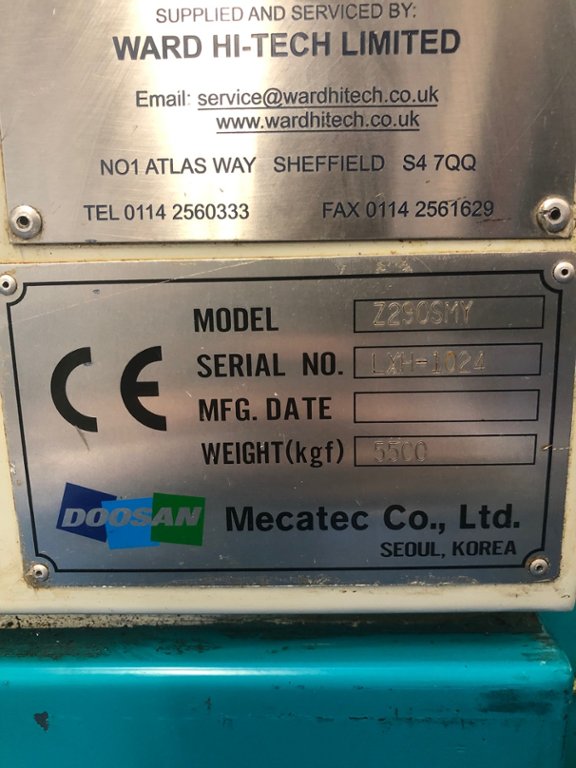 SUPPLIED AND SERVICED BY:
WARD HI-TECH LIMITED
Email: service@wardhitech.co.uk
www.wardhitech.co.uk
NO1 ATLAS WAY SHEFFIELD S4 7QQ
TEL 0114 2560333 FAX 0114 2561629
MODEL Z290SMY
CE SERIAL NO. LXH-1024
MFG. DATE
WEIGHT(kgf) 5500
DOOSAN Mecatec Co., Ltd.
SEOUL, KOREA